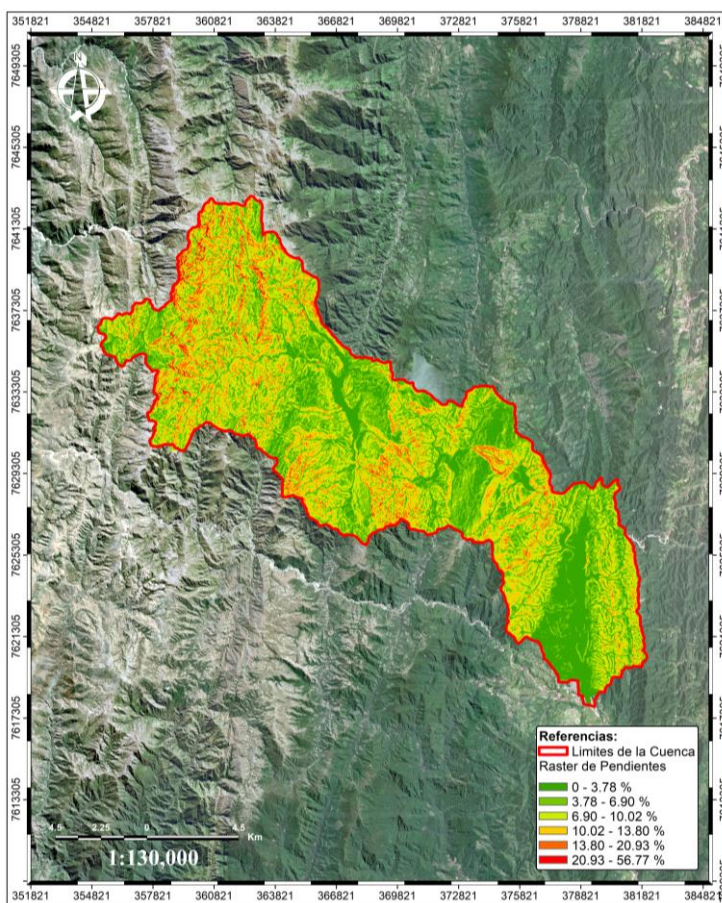 351821 354821 357821 360821 363821 366821 369821 372821 375821 378821 381821 384821
7649305
7645305
7641305
7637305
7633305
7629305
7625305
7621305
7617305
7613305
Referencias:
Limites de la Cuenca
Raster de Pendientes
0 - 3.78 %
3.78 - 6.90 %
6.90 - 10.02 %
10.02 - 13.80 %
13.80 - 20.93 %
20.93 - 56.77 %
4.5 2.25 0 4.5
Km
1:130,000
351821 354821 357821 360821 363821 366821 369821 372821 375821 378821 381821 384821